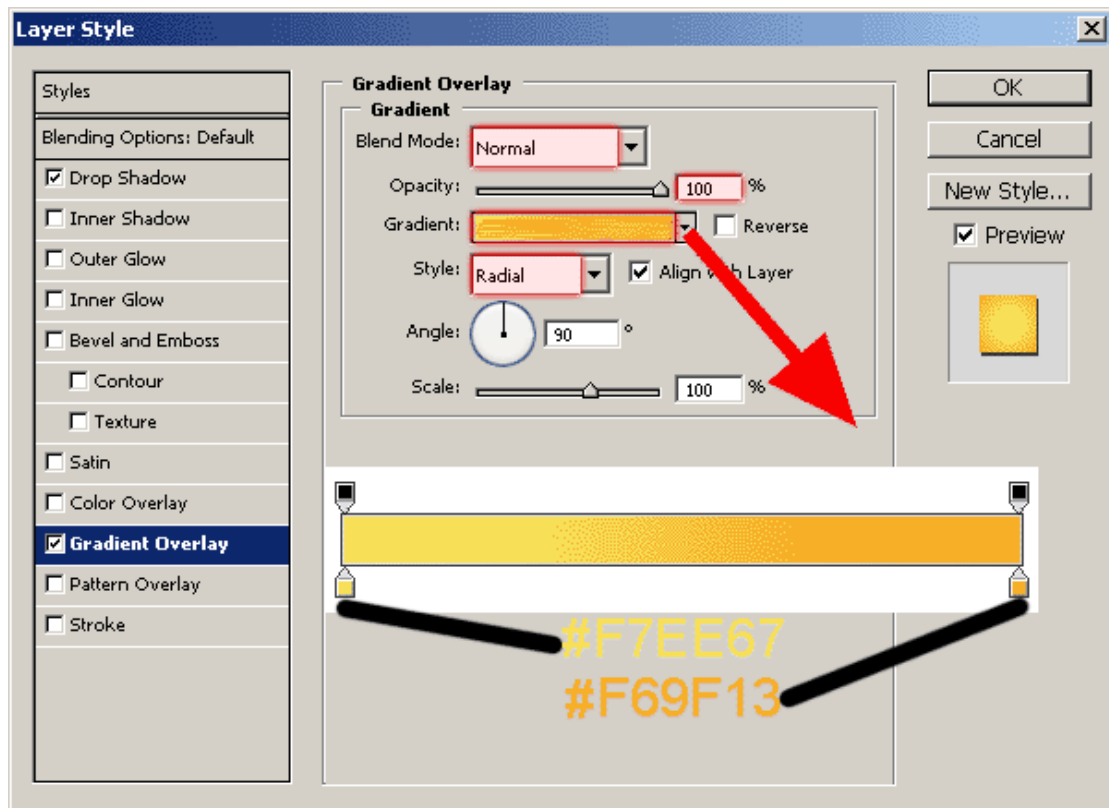 Layer Style
Styles
Blending Options: Default
Drop Shadow
Inner Shadow
Outer Glow
Inner Glow
Bevel and Emboss
Contour
Texture
Satin
Color Overlay
Gradient Overlay
Pattern Overlay
Stroke
Gradient Overlay
Gradient
Blend Mode: Normal
Opacity: 100 %
Gradient: Reverse
Style: Radial Align with Layer
Angle: 90 °
Scale: 100 %
#F7EE67
#F69F13
OK
Cancel
New Style...
Preview